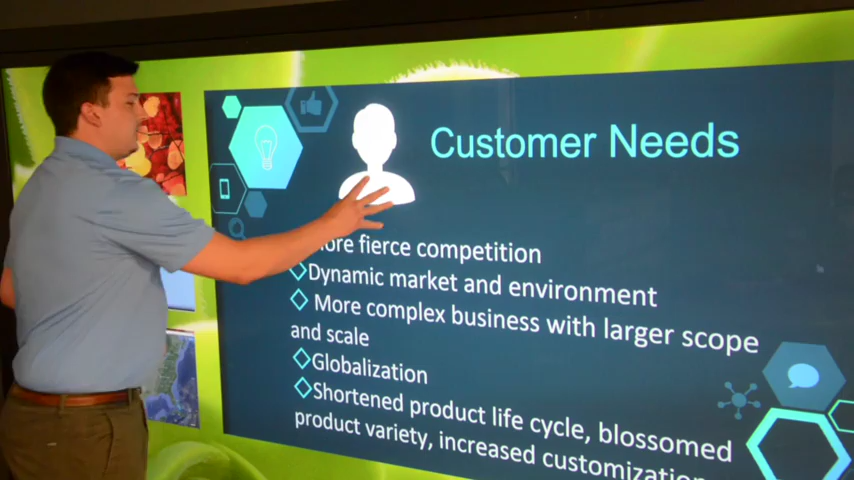 Customer Needs
fierce competition
Dynamic market and environment
More complex business with larger scope
and scale
Globalization
Shortened product life cycle, blossomed
product variety, increased customization